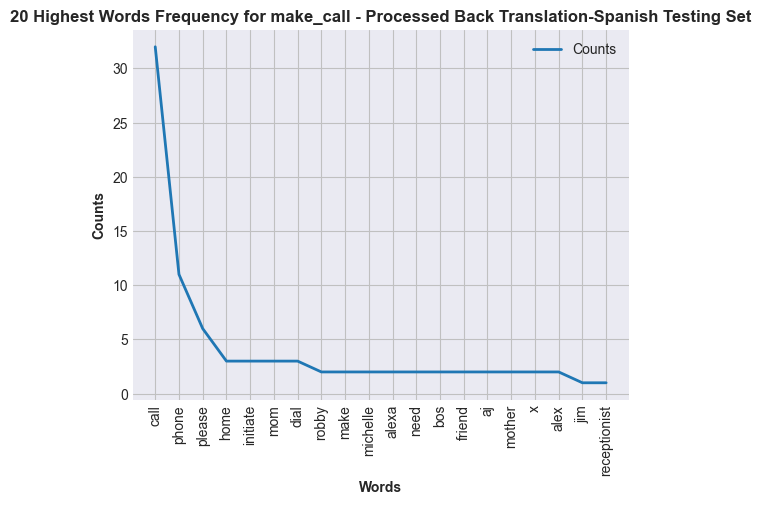 20 Highest Words Frequency for make_call - Processed Back Translation-Spanish Testing Set
Counts
30
25
20
15
10
5
0
Counts
call
phone
please
home
initiate
mom
dial
robby
make
michelle
alexa
need
bos
friend
aj
mother
x
alex
jim
receptionist
Words